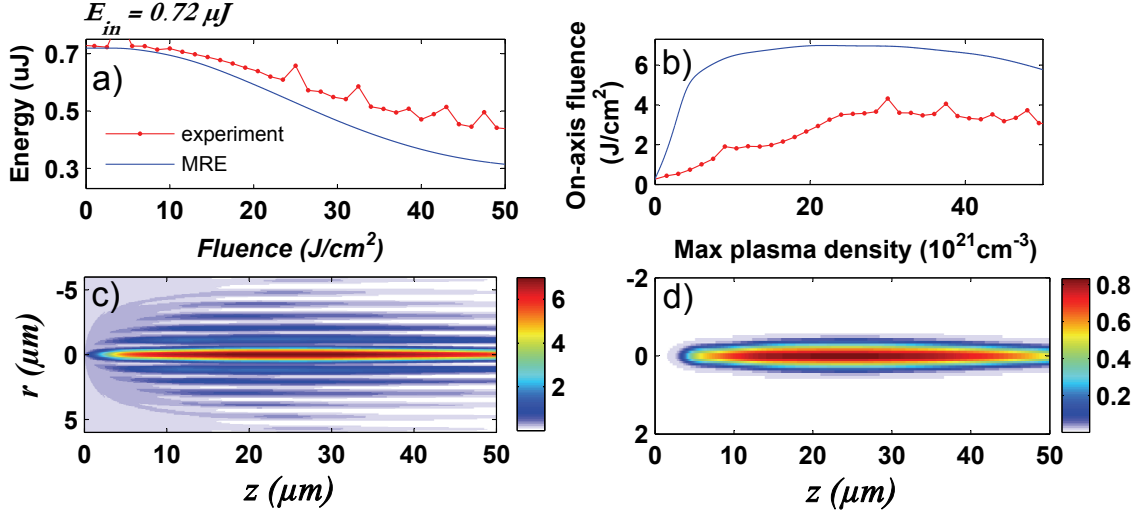 E_in = 0.72 μJ
a)
Energy (uJ)
0.7
0.5
0.3
experiment
MRE
0 10 20 30 40 50
b)
On-axis fluence
(J/cm²)
6
4
2
0
0 20 40
Fluence (J/cm²)
c)
r (μm)
-5
0
5
0 10 20 30 40 50
z (μm)
6
4
2
Max plasma density (10²¹cm⁻³)
d)
-2
0
2
0 10 20 30 40 50
z (μm)
0.8
0.6
0.4
0.2